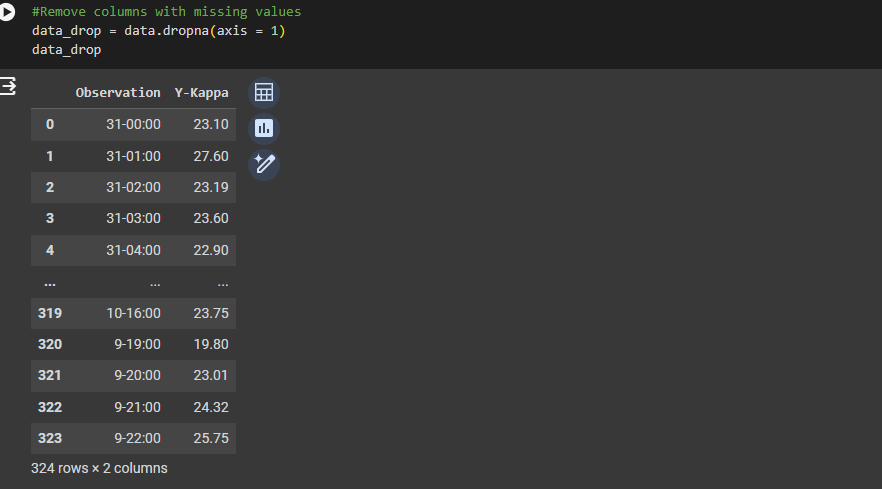 #Remove columns with missing values
data_drop = data.dropna(axis = 1)
data_drop
Observation Y-Kappa
0 31-00:00 23.10
1 31-01:00 27.60
2 31-02:00 23.19
3 31-03:00 23.60
4 31-04:00 22.90
... ... ...
319 10-16:00 23.75
320 9-19:00 19.80
321 9-20:00 23.01
322 9-21:00 24.32
323 9-22:00 25.75
324 rows × 2 columns